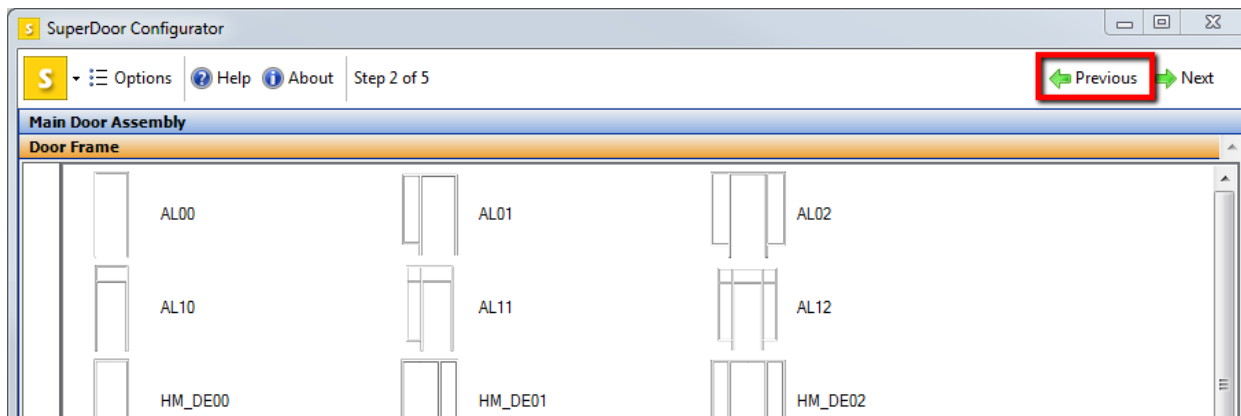 S SuperDoor Configurator
S Options Help About Step 2 of 5 Previous Next
Main Door Assembly
Door Frame
AL00 AL01 AL02
AL10 AL11 AL12
HM_DE00 HM_DE01 HM_DE02